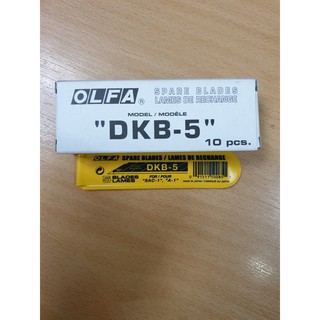 OLFA®
SPARE BLADES
LAMES DE RECHANGE
MODEL / MODÈLE
"DKB-5"
10 pcs.
OLFA SPARE BLADES / LAMES DE RECHANGE
DKB-5
BLADES
LAMES
FOR / POUR
"SAC-1", "A-1"